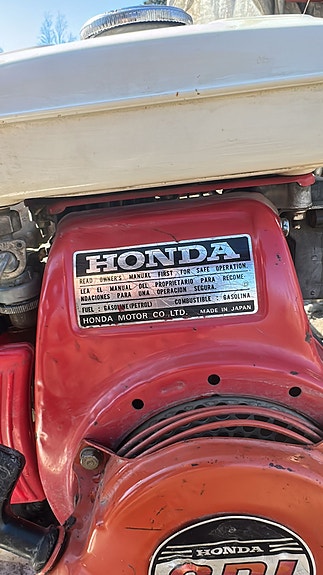 HONDA
READ OWNER'S MANUAL FIRST FOR SAFE OPERATION.
LEA EL MANUAL DEL PROPRIETARIO PARA RECOME-
NDACIONES PARA UNA OPERACION SEGURA.
FUEL : GASOLINE(PETROL) COMBUSTIBLE : GASOLINA
HONDA MOTOR CO LTD. MADE IN JAPAN
HONDA